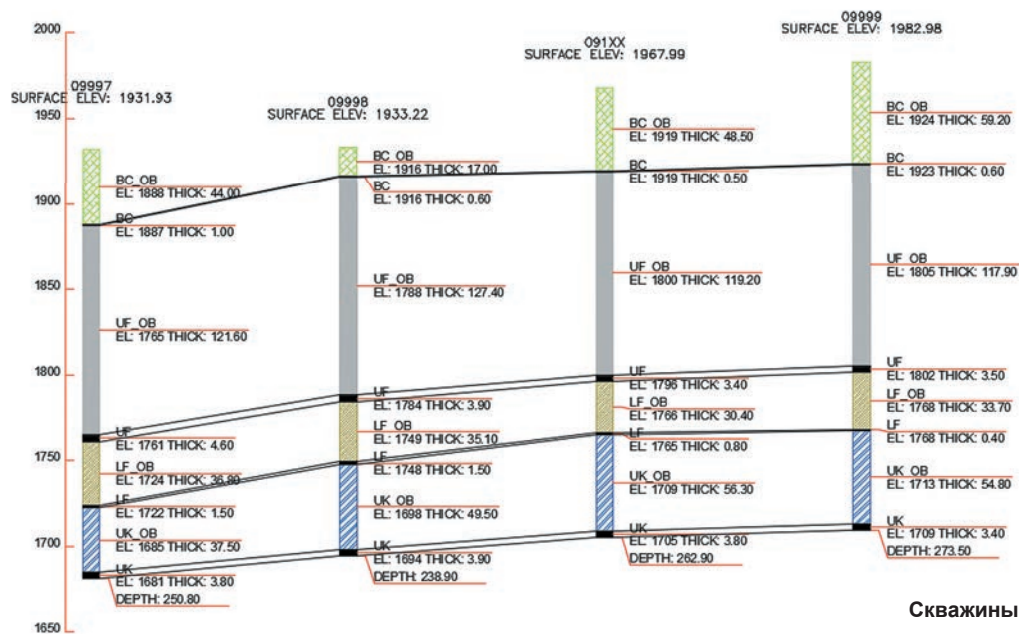 2000
1950
1900
1850
1800
1750
1700
1650
09997
SURFACE ELEV: 1931.93
BC_OB
EL: 1888 THICK: 44.00
BC
EL: 1887 THICK: 1.00
UF_OB
EL: 1765 THICK: 121.60
UF
EL: 1761 THICK: 4.60
LF_OB
EL: 1724 THICK: 36.80
LF
EL: 1722 THICK: 1.50
UK_OB
EL: 1685 THICK: 37.50
UK
EL: 1681 THICK: 3.80
DEPTH: 250.80
09998
SURFACE ELEV: 1933.22
BC_OB
EL: 1916 THICK: 17.00
BC
EL: 1916 THICK: 0.60
UF_OB
EL: 1788 THICK: 127.40
UF
EL: 1784 THICK: 3.90
LF_OB
EL: 1749 THICK: 35.10
LF
EL: 1748 THICK: 1.50
UK_OB
EL: 1698 THICK: 49.50
UK
EL: 1694 THICK: 3.90
DEPTH: 238.90
091XX
SURFACE ELEV: 1967.99
BC_OB
EL: 1919 THICK: 48.50
BC
EL: 1919 THICK: 0.50
UF_OB
EL: 1800 THICK: 119.20
UF
EL: 1796 THICK: 3.40
LF_OB
EL: 1766 THICK: 30.40
LF
EL: 1765 THICK: 0.80
UK_OB
EL: 1709 THICK: 56.30
UK
EL: 1705 THICK: 3.80
DEPTH: 262.90
09999
SURFACE ELEV: 1982.98
BC_OB
EL: 1924 THICK: 59.20
BC
EL: 1923 THICK: 0.60
UF_OB
EL: 1805 THICK: 117.90
UF
EL: 1802 THICK: 3.50
LF_OB
EL: 1768 THICK: 33.70
LF
EL: 1768 THICK: 0.40
UK_OB
EL: 1713 THICK: 54.80
UK
EL: 1709 THICK: 3.40
DEPTH: 273.50
Скважины